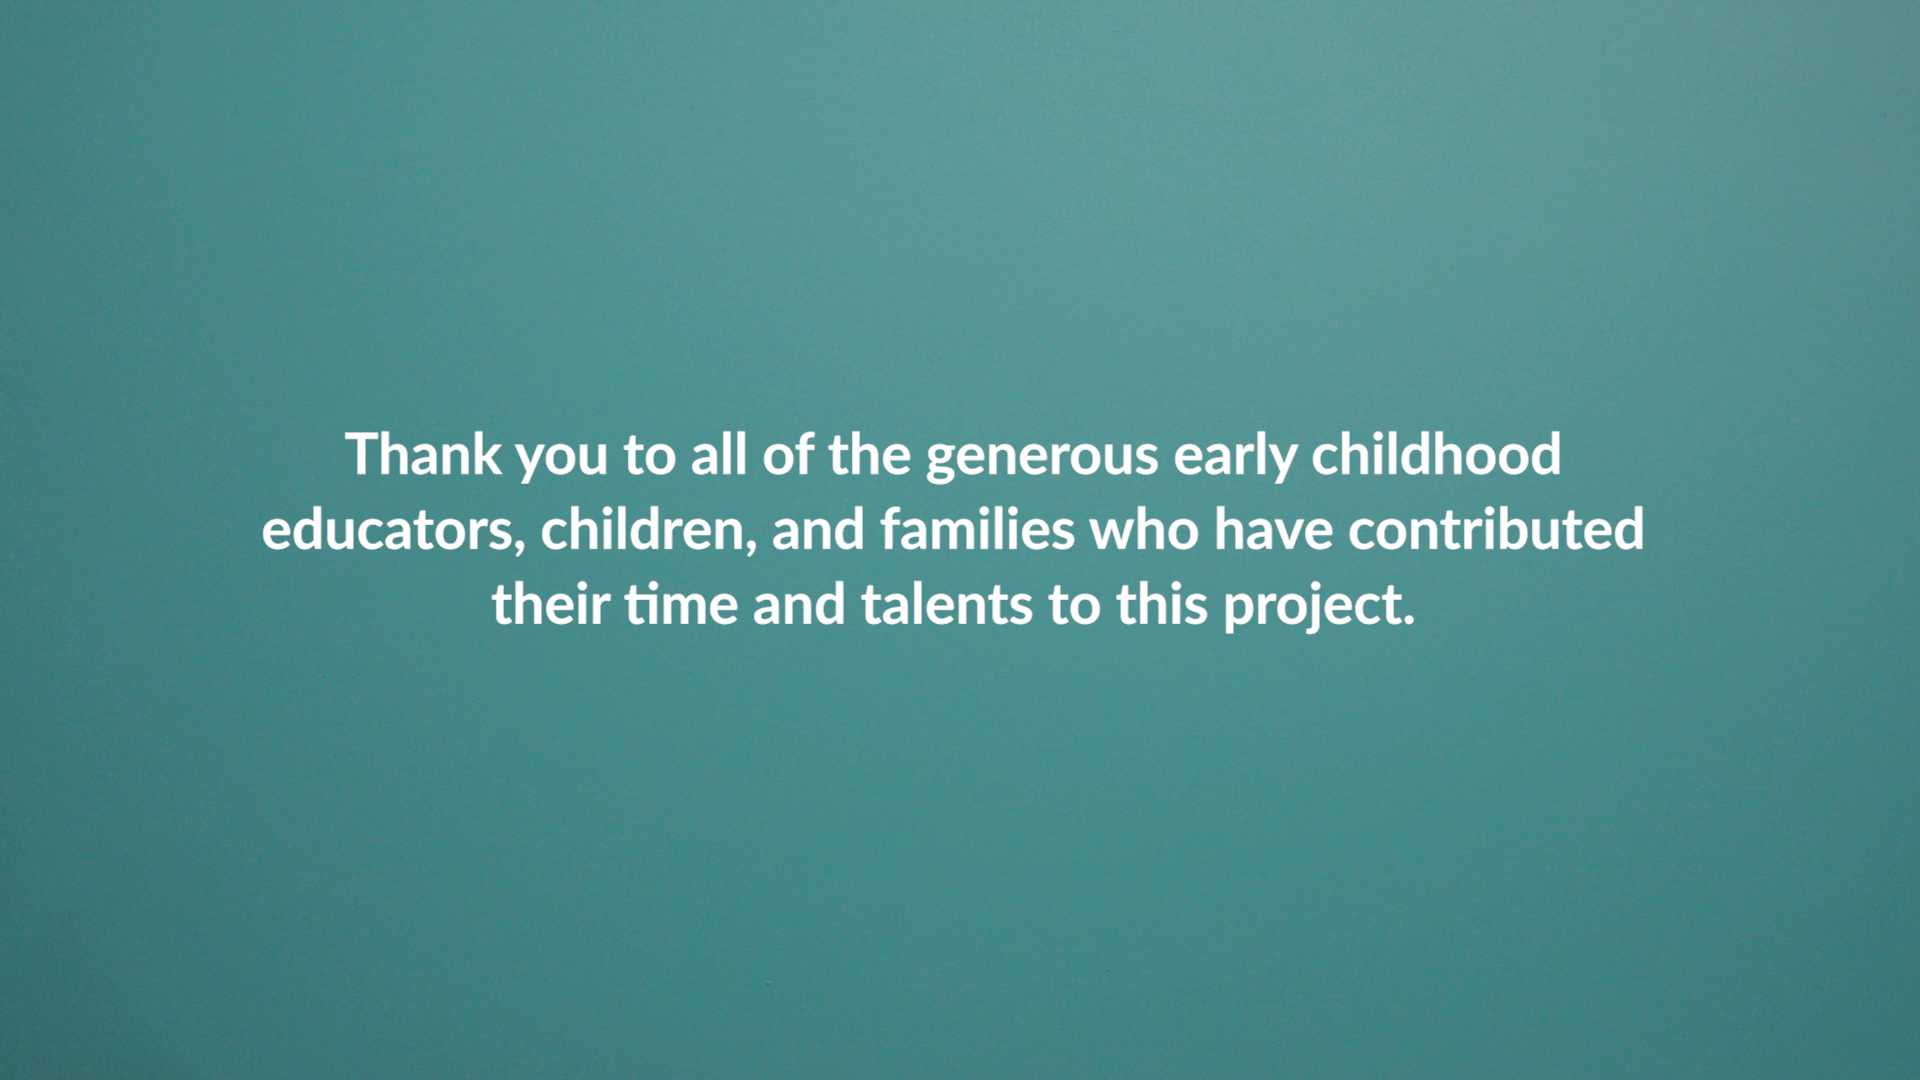 Thank you to all of the generous early childhood
educators, children, and families who have contributed
their time and talents to this project.